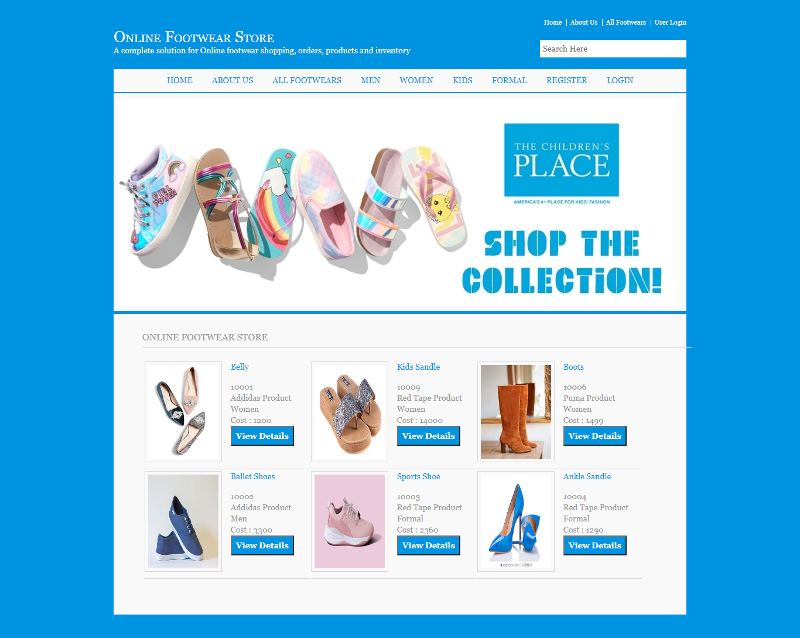 Home | About Us | All Footwears | User Login
Online Footwear Store
A complete solution for Online footwear shopping, orders, products and inventory
Search Here
HOME ABOUT US ALL FOOTWEARS MEN WOMEN KIDS FORMAL REGISTER LOGIN
GIRL
POWER
THE CHILDREN'S
PLACE
AMERICA'S #1 PLACE FOR KIDS' FASHION
SHOP THE
COLLECTiON!
ONLINE FOOTWEAR STORE
Belly
10001
Addidas Product
Women
Cost : 1200
View Details
Kids Sandle
10009
Red Tape Product
Women
Cost : 14000
View Details
Boots
10006
Puma Product
Women
Cost : 1499
View Details
Ballet Shoes
10002
Addidas Product
Men
Cost : 3300
View Details
Sports Shoe
10003
Red Tape Product
Formal
Cost : 2360
View Details
Ankle Sandle
10004
Red Tape Product
Formal
Cost : 1290
View Details